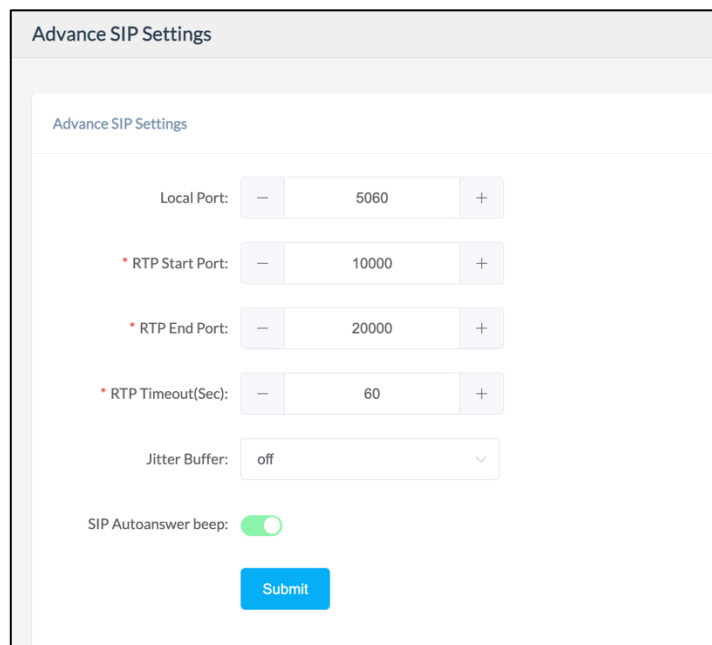 Advance SIP Settings
Advance SIP Settings
Local Port: − 5060 +
* RTP Start Port: − 10000 +
* RTP End Port: − 20000 +
* RTP Timeout(Sec): − 60 +
Jitter Buffer: off
SIP Autoanswer beep:
Submit